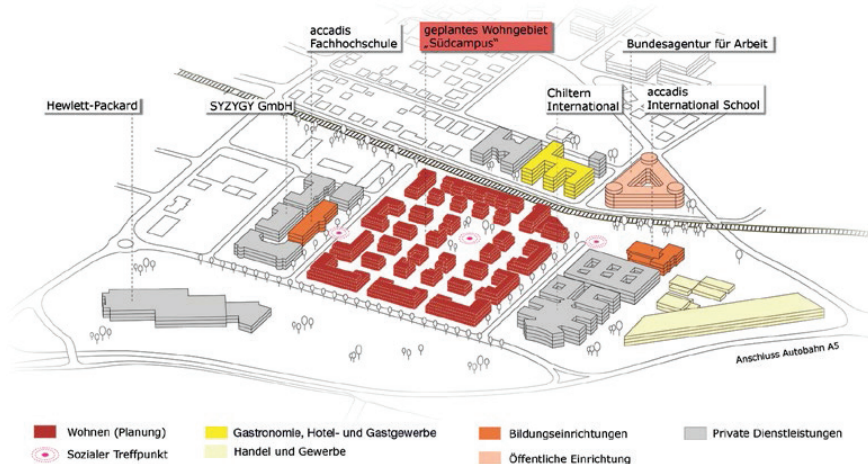 accadis
Fachhochschule
geplantes Wohngebiet
„Südcampus“
Bundesagentur für Arbeit
Hewlett-Packard
SYZYGY GmbH
Chiltern
International
accadis
International School
Anschluss Autobahn A5
Wohnen (Planung)
Gastronomie, Hotel- und Gastgewerbe
Bildungseinrichtungen
Private Dienstleistungen
Sozialer Treffpunkt
Handel und Gewerbe
Öffentliche Einrichtung